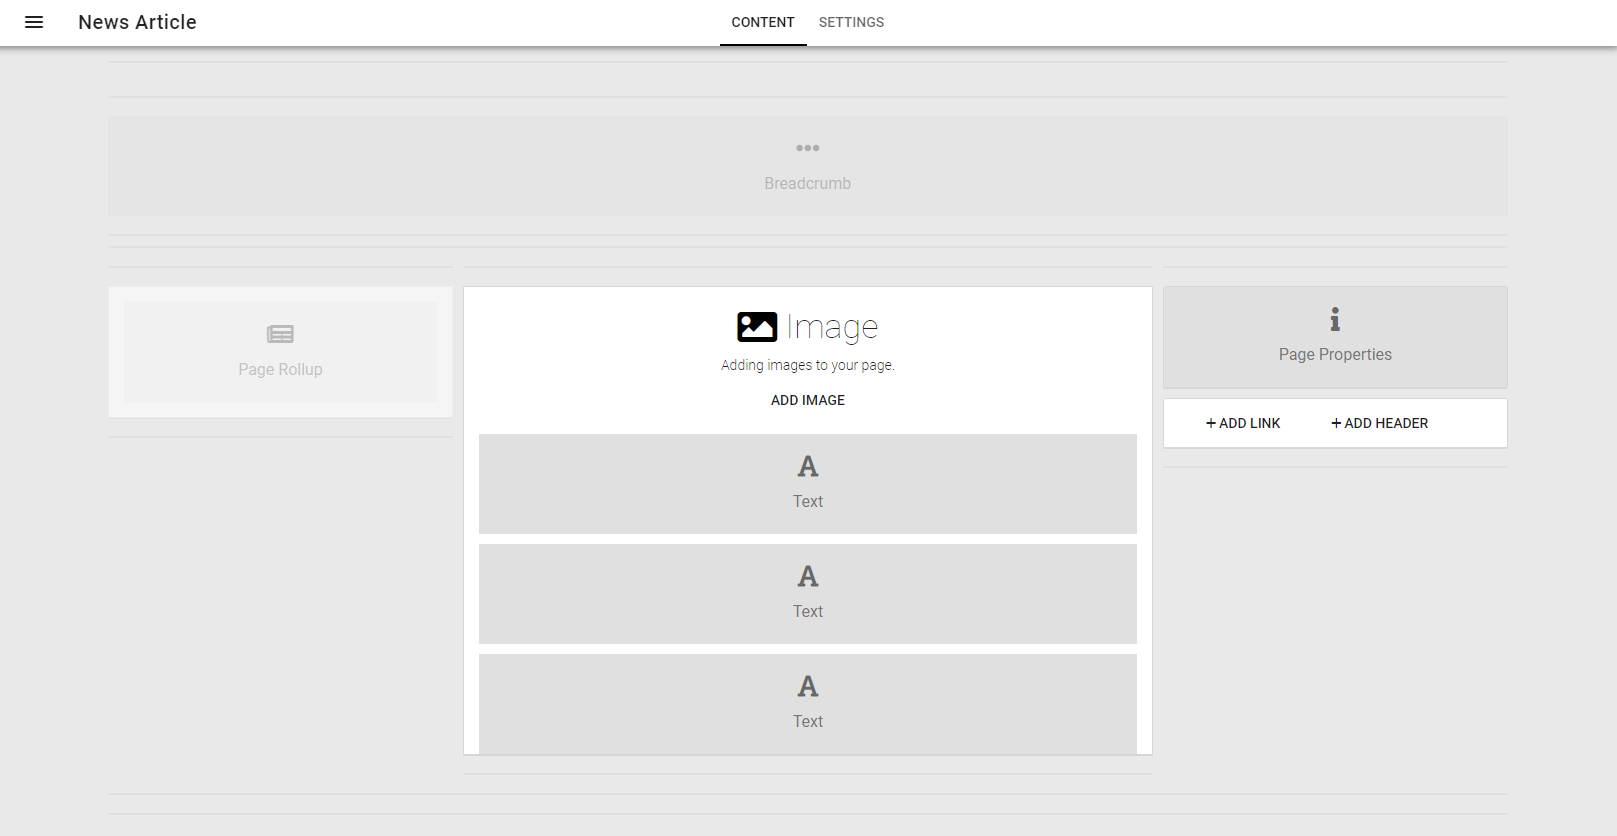 News Article
CONTENT SETTINGS
Breadcrumb
Page Rollup
Image
Adding images to your page.
ADD IMAGE
Text
Text
Text
Page Properties
+ ADD LINK + ADD HEADER